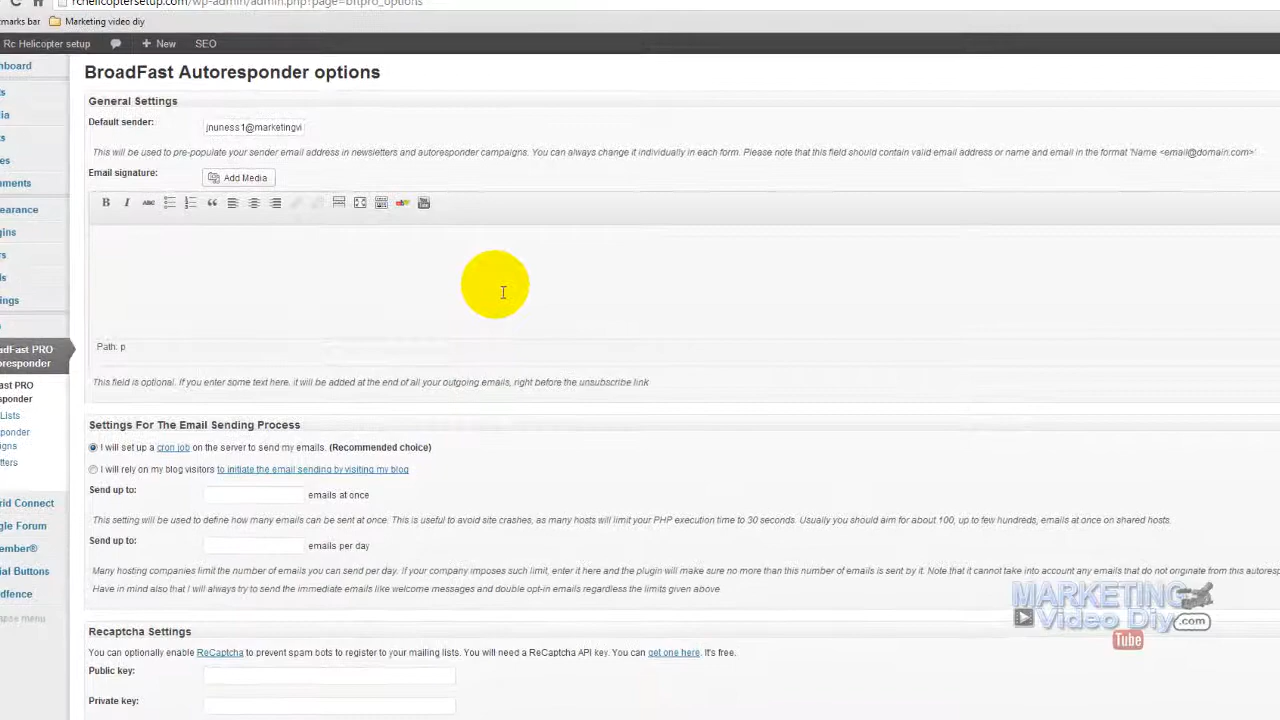 rchelicoptersetup.com/wp-admin/admin.php?page=bftpro_options
marks bar Marketing video diy
Rc Helicopter setup + New SEO
BroadFast Autoresponder options
General Settings
Default sender: jnuness1@marketingvi
This will be used to pre-populate your sender email address in newsletters and autoresponder campaigns. You can always change it individually in each form. Please note that this field should contain valid email address or name and email in the format 'Name <email@domain.com>'
Email signature: Add Media
B I ABC
Path: p
This field is optional. If you enter some text here, it will be added at the end of all your outgoing emails, right before the unsubscribe link
Settings For The Email Sending Process
I will set up a cron job on the server to send my emails. (Recommended choice)
I will rely on my blog visitors to initiate the email sending by visiting my blog
Send up to: emails at once
This setting will be used to define how many emails can be sent at once. This is useful to avoid site crashes, as many hosts will limit your PHP execution time to 30 seconds. Usually you should aim for about 100, up to few hundreds, emails at once on shared hosts.
Send up to: emails per day
Many hosting companies limit the number of emails you can send per day. If your company imposes such limit, enter it here and the plugin will make sure no more than this number of emails is sent by it. Note that it cannot take into account any emails that do not originate from this autoresp
Have in mind also that I will always try to send the immediate emails like welcome messages and double opt-in emails regardless the limits given above
Recaptcha Settings
You can optionally enable ReCaptcha to prevent spam bots to register to your mailing lists. You will need a ReCaptcha API key. You can get one here. It's free.
Public key:
Private key:
hboard
ts
ia
s
es
ments
earance
gins
rs
ls
ings
adFast PRO
oresponder
ast PRO
sponder
Lists
ponder
igns
tters
rid Connect
gle Forum
ember®
ial Buttons
dfence
pse menu
MARKETING
Video Diy .com
Tube